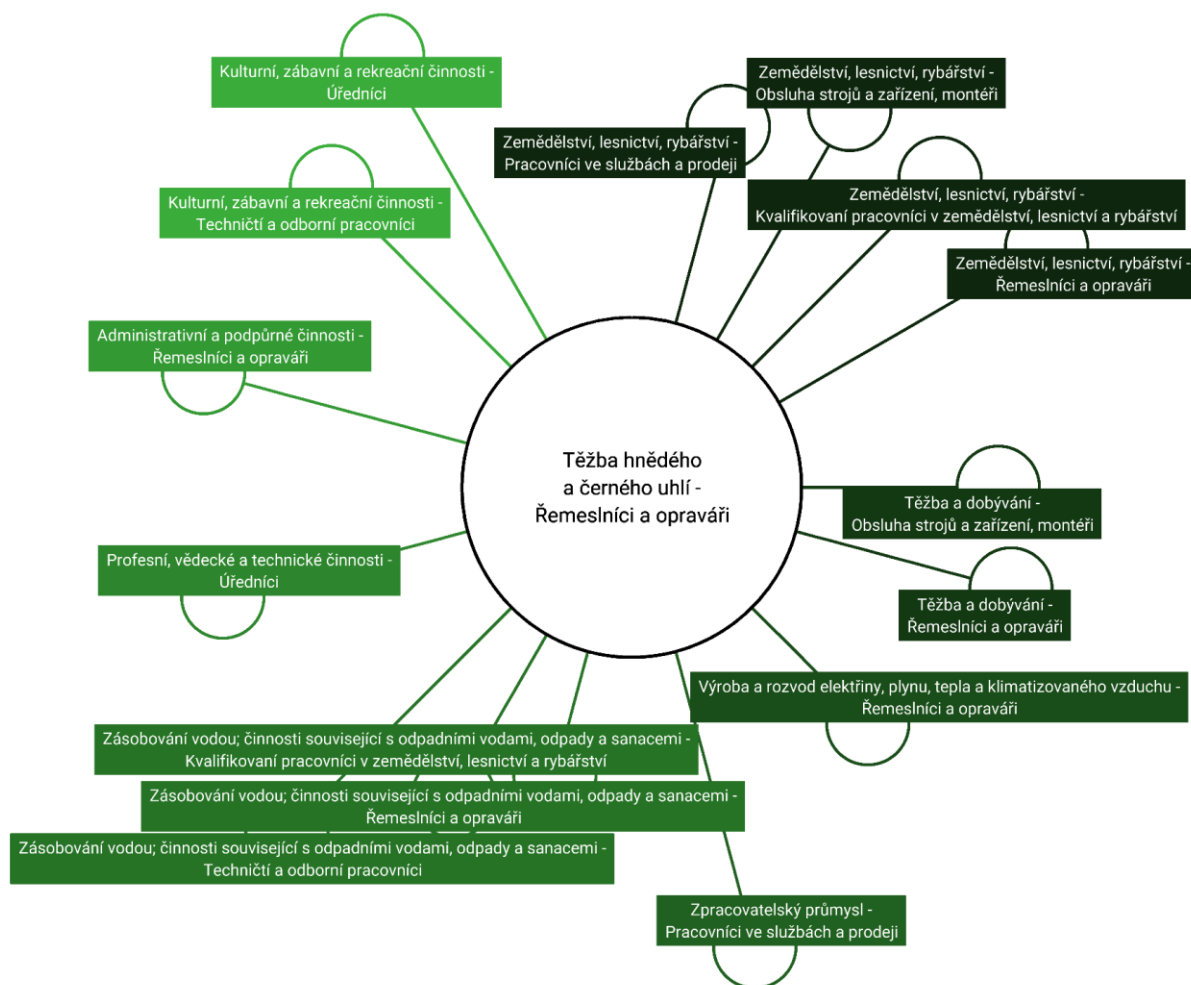 Kulturní, zábavní a rekreační činnosti -
Úředníci
Zemědělství, lesnictví, rybářství -
Obsluha strojů a zařízení, montéři
Zemědělství, lesnictví, rybářství -
Pracovníci ve službách a prodeji
Kulturní, zábavní a rekreační činnosti -
Techničtí a odborní pracovníci
Zemědělství, lesnictví, rybářství -
Kvalifikovaní pracovníci v zemědělství, lesnictví a rybářství
Zemědělství, lesnictví, rybářství -
Řemeslníci a opraváři
Administrativní a podpůrné činnosti -
Řemeslníci a opraváři
Těžba hnědého
a černého uhlí -
Řemeslníci a opraváři
Těžba a dobývání -
Obsluha strojů a zařízení, montéři
Profesní, vědecké a technické činnosti -
Úředníci
Těžba a dobývání -
Řemeslníci a opraváři
Výroba a rozvod elektřiny, plynu, tepla a klimatizovaného vzduchu -
Řemeslníci a opraváři
Zásobování vodou; činnosti související s odpadními vodami, odpady a sanacemi -
Kvalifikovaní pracovníci v zemědělství, lesnictví a rybářství
Zásobování vodou; činnosti související s odpadními vodami, odpady a sanacemi -
Řemeslníci a opraváři
Zásobování vodou; činnosti související s odpadními vodami, odpady a sanacemi -
Techničtí a odborní pracovníci
Zpracovatelský průmysl -
Pracovníci ve službách a prodeji